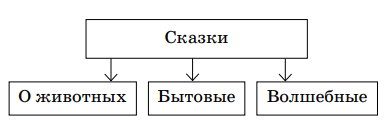 Сказки
О животных
Бытовые
Волшебные